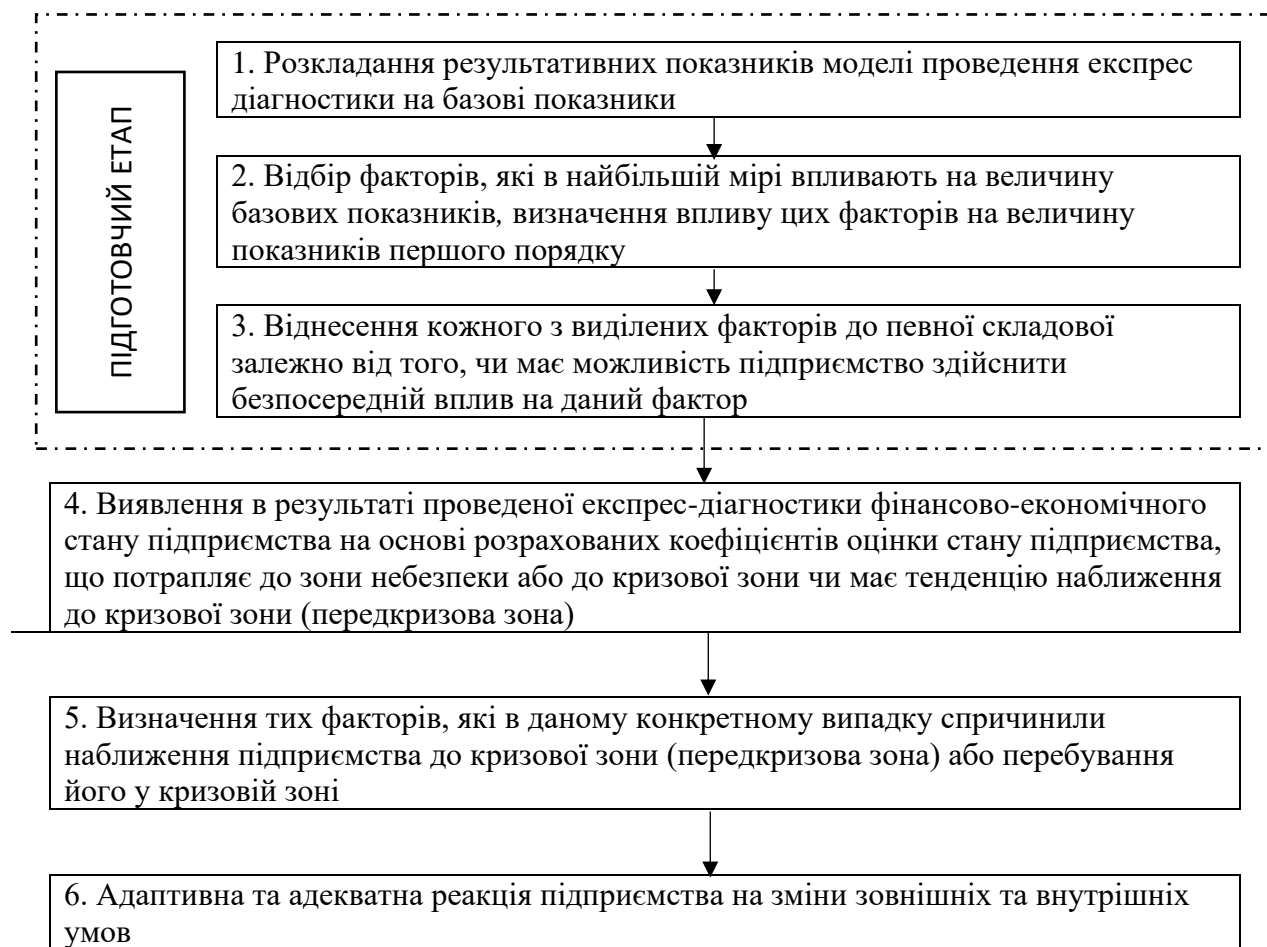 ПІДГОТОВЧИЙ ЕТАП
1. Розкладання результативних показників моделі проведення експрес
діагностики на базові показники
2. Відбір факторів, які в найбільшій мірі впливають на величину
базових показників, визначення впливу цих факторів на величину
показників першого порядку
3. Віднесення кожного з виділених факторів до певної складової
залежно від того, чи має можливість підприємство здійснити
безпосередній вплив на даний фактор
4. Виявлення в результаті проведеної експрес-діагностики фінансово-економічного
стану підприємства на основі розрахованих коефіцієнтів оцінки стану підприємства,
що потрапляє до зони небезпеки або до кризової зони чи має тенденцію наближення
до кризової зони (передкризова зона)
5. Визначення тих факторів, які в даному конкретному випадку спричинили
наближення підприємства до кризової зони (передкризова зона) або перебування
його у кризовій зоні
6. Адаптивна та адекватна реакція підприємства на зміни зовнішніх та внутрішніх
умов